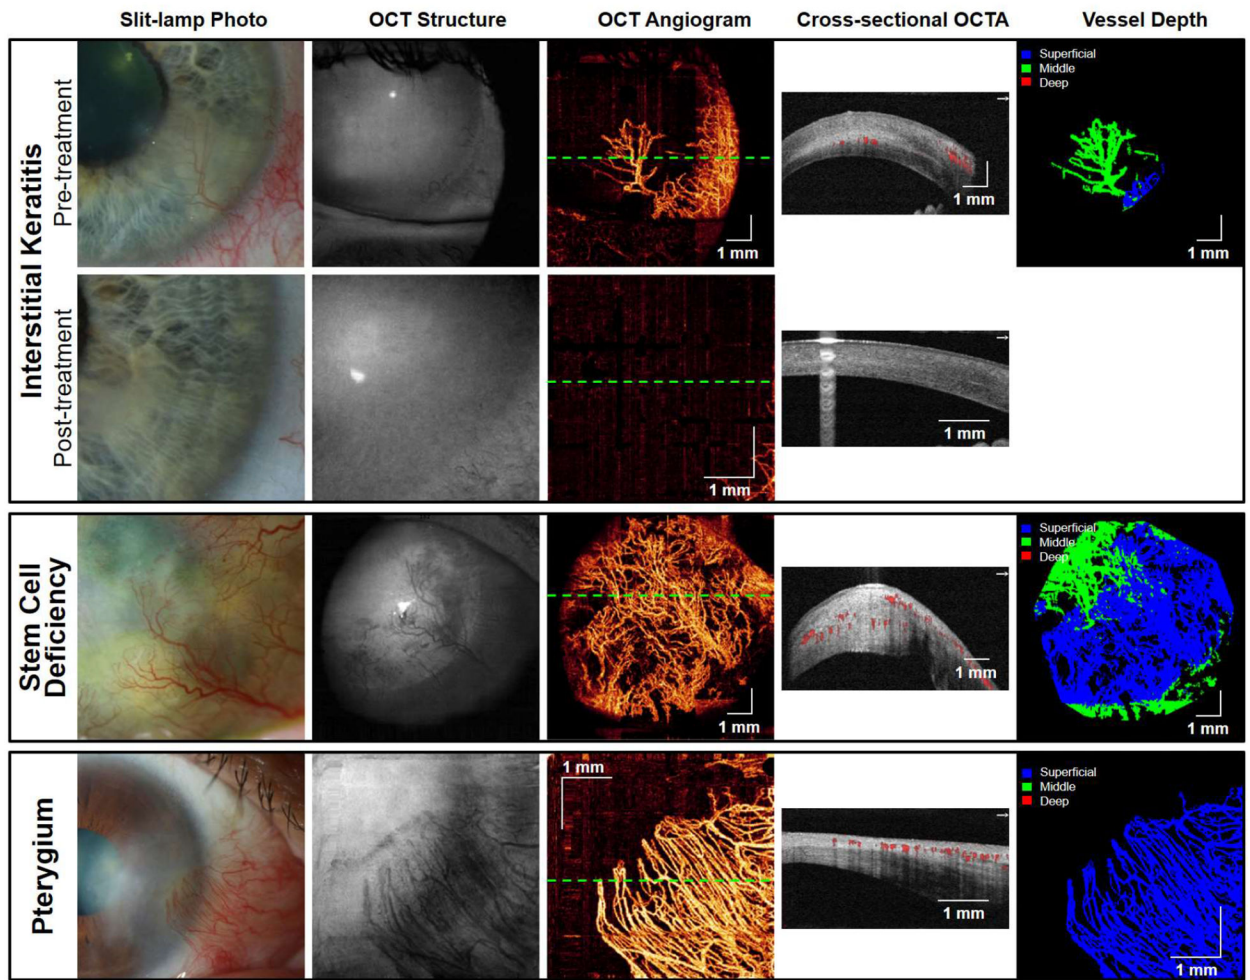 Slit-lamp Photo
OCT Structure
OCT Angiogram
Cross-sectional OCTA
Vessel Depth
Interstitial Keratitis
Pre-treatment
1 mm
1 mm
Superficial
Middle
Deep
1 mm
Post-treatment
1 mm
1 mm
Stem Cell
Deficiency
1 mm
1 mm
Superficial
Middle
Deep
1 mm
Pterygium
1 mm
1 mm
Superficial
Middle
Deep
1 mm